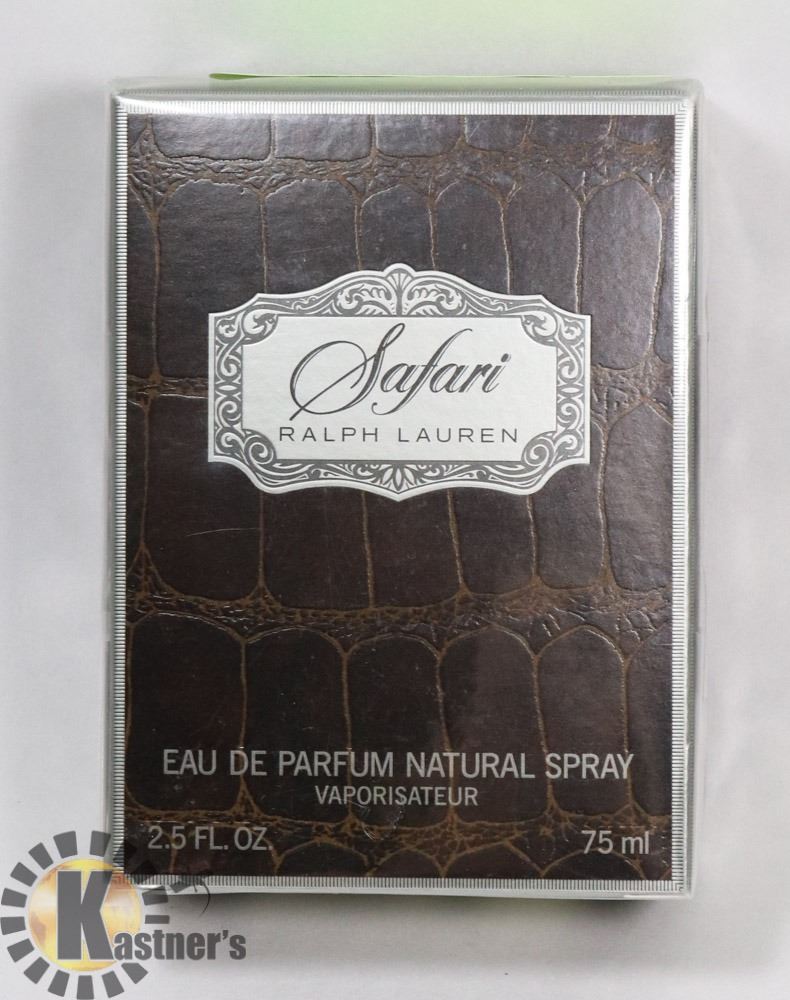 Safari
RALPH LAUREN
EAU DE PARFUM NATURAL SPRAY
VAPORISATEUR
2.5 FL. OZ.
75 ml
Kastner's